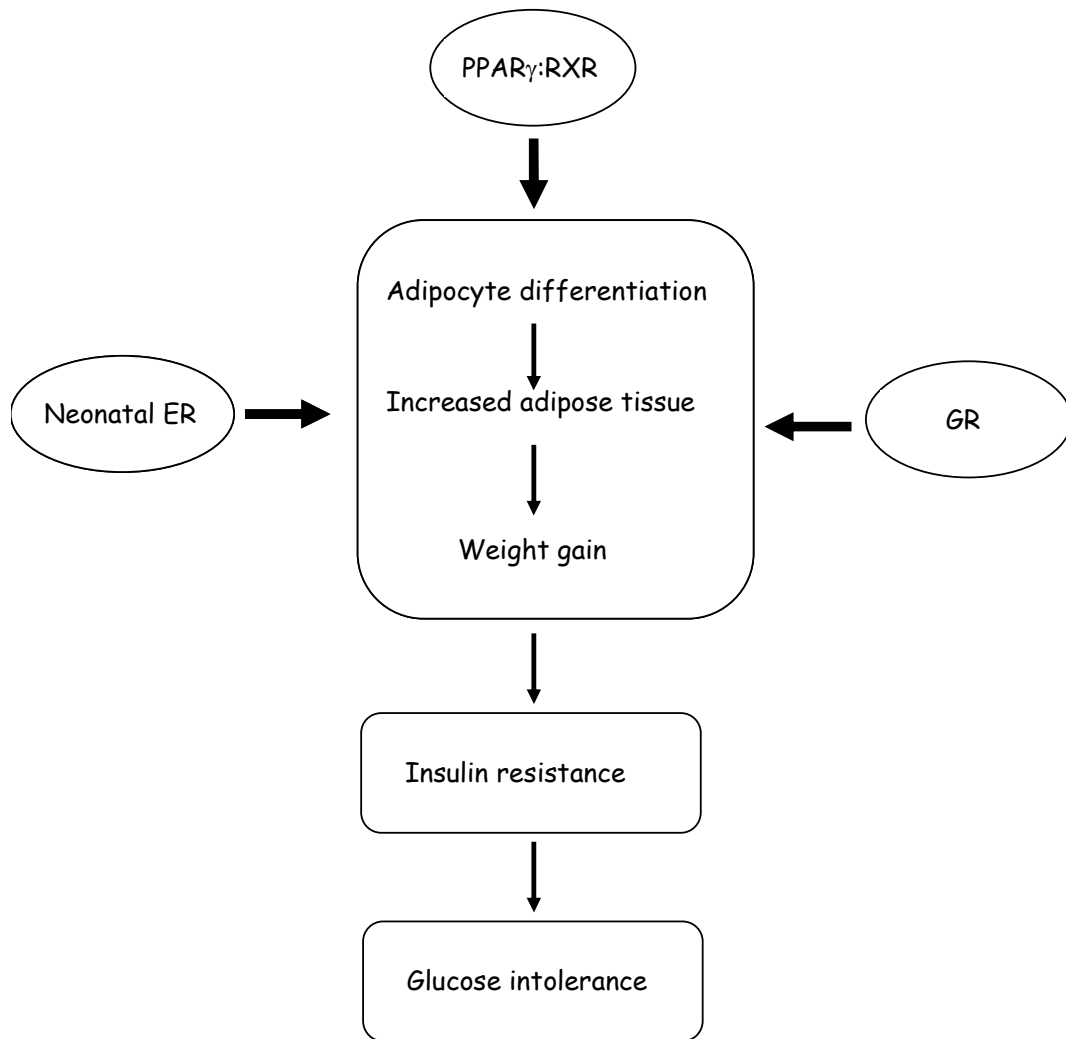 PPARγ:RXR
Adipocyte differentiation
Increased adipose tissue
Neonatal ER
GR
Weight gain
Insulin resistance
Glucose intolerance